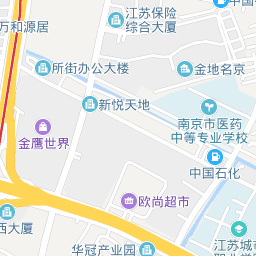 江苏保险
综合大厦
万和源居
所街办公大楼
金地名京
新悦天地
南京市医药
中等专业学校
金鹰世界
中国石化
欧尚超市
西大厦
华冠产业园
江苏城市